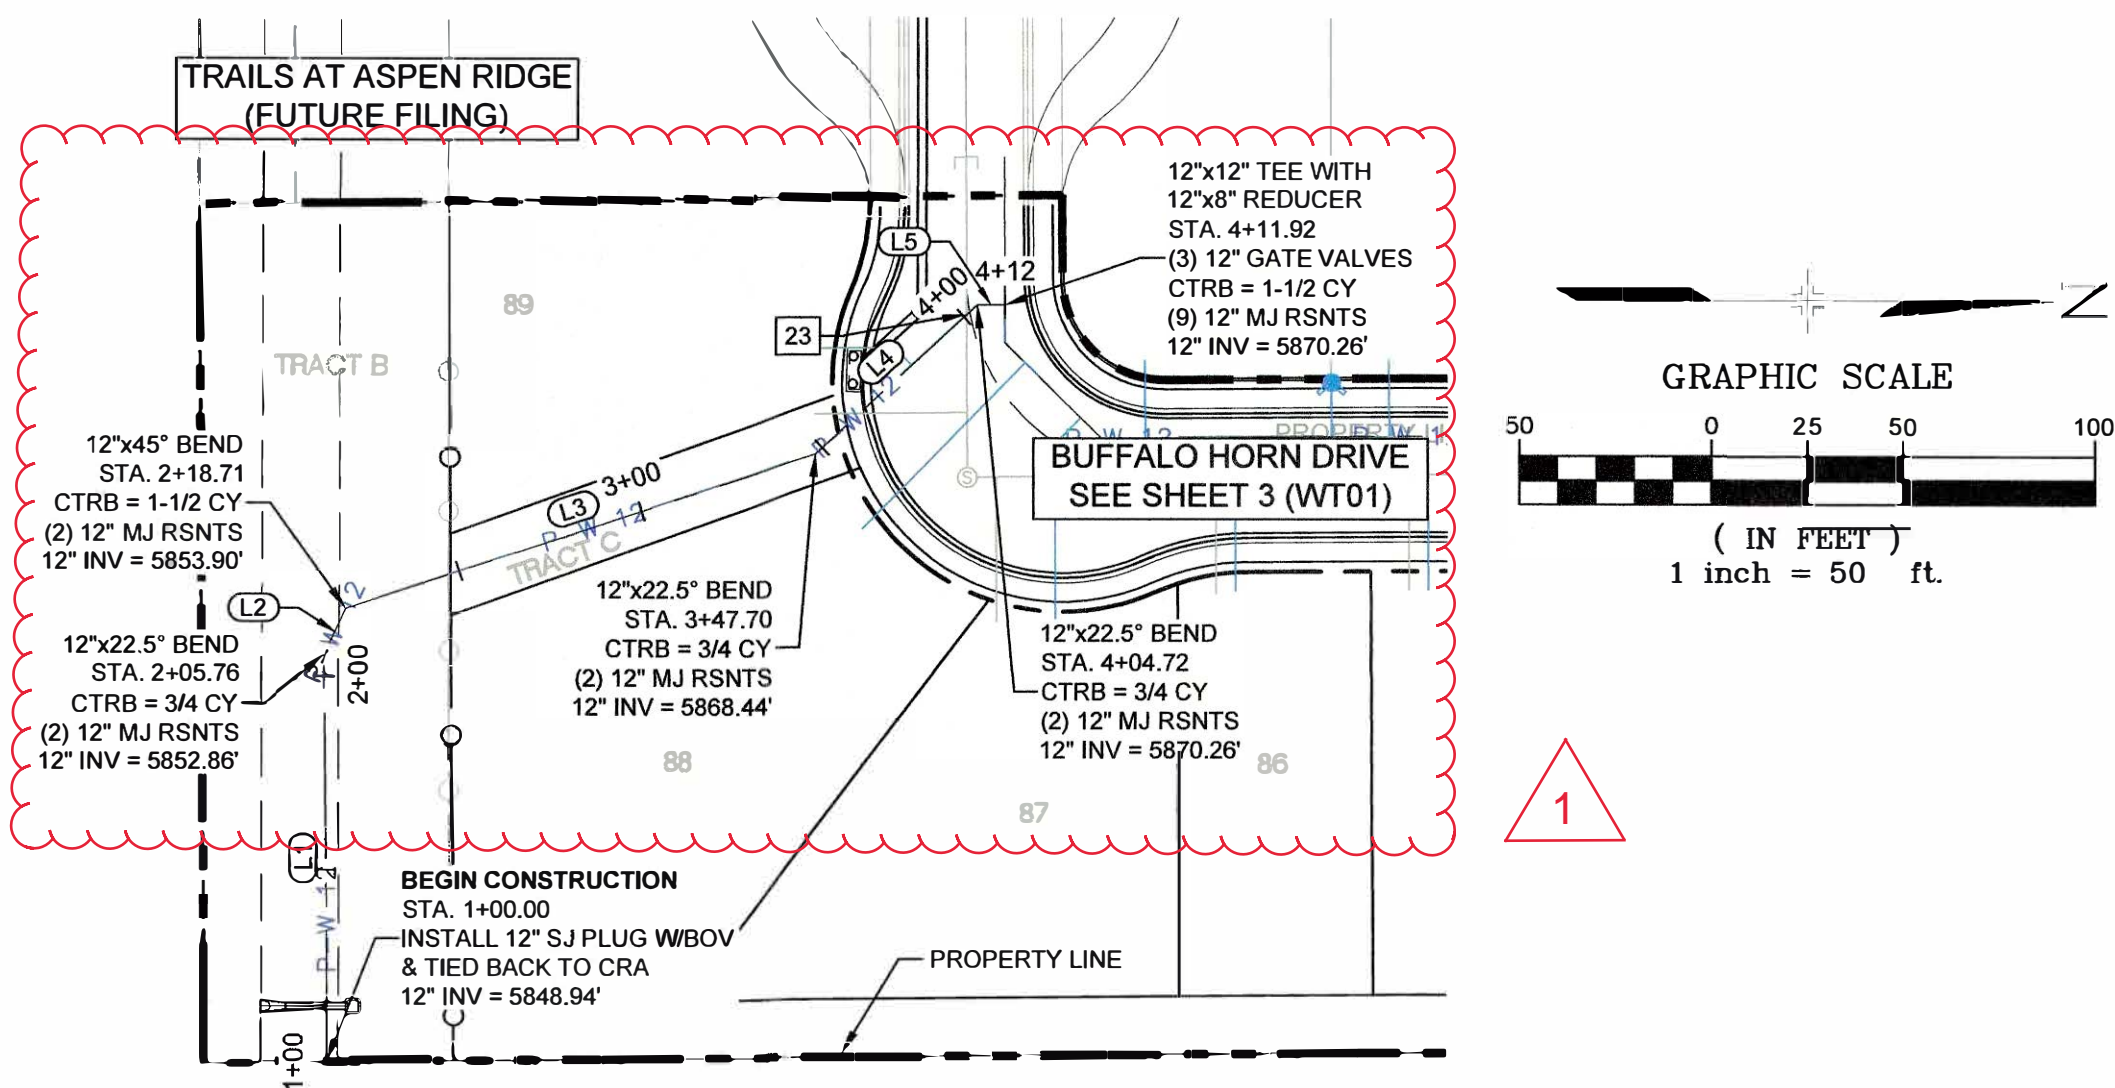 TRAILS AT ASPEN RIDGE
(FUTURE FILING)
12"x12" TEE WITH
12"x8" REDUCER
STA. 4+11.92
(3) 12" GATE VALVES
CTRB = 1-1/2 CY
(9) 12" MJ RSNTS
12" INV = 5870.26'
L5
4+12
4+00
89
23
TRACT B
L4
P W 12
12"x45° BEND
STA. 2+18.71
CTRB = 1-1/2 CY
(2) 12" MJ RSNTS
12" INV = 5853.90'
3+00
L3
P W 12
TRACT C
P W 12
PROPERTY
P W 1
BUFFALO HORN DRIVE
SEE SHEET 3 (WT01)
L2
12"x22.5° BEND
STA. 2+05.76
CTRB = 3/4 CY
(2) 12" MJ RSNTS
12" INV = 5852.86'
P W 12
2+00
12"x22.5° BEND
STA. 3+47.70
CTRB = 3/4 CY
(2) 12" MJ RSNTS
12" INV = 5868.44'
12"x22.5° BEND
STA. 4+04.72
CTRB = 3/4 CY
(2) 12" MJ RSNTS
12" INV = 5870.26'
S
88
86
87
L1
P W 12
BEGIN CONSTRUCTION
STA. 1+00.00
INSTALL 12" SJ PLUG W/BOV
& TIED BACK TO CRA
12" INV = 5848.94'
PROPERTY LINE
1+00
N
GRAPHIC SCALE
50 0 25 50 100
( IN FEET )
1 inch = 50 ft.
1